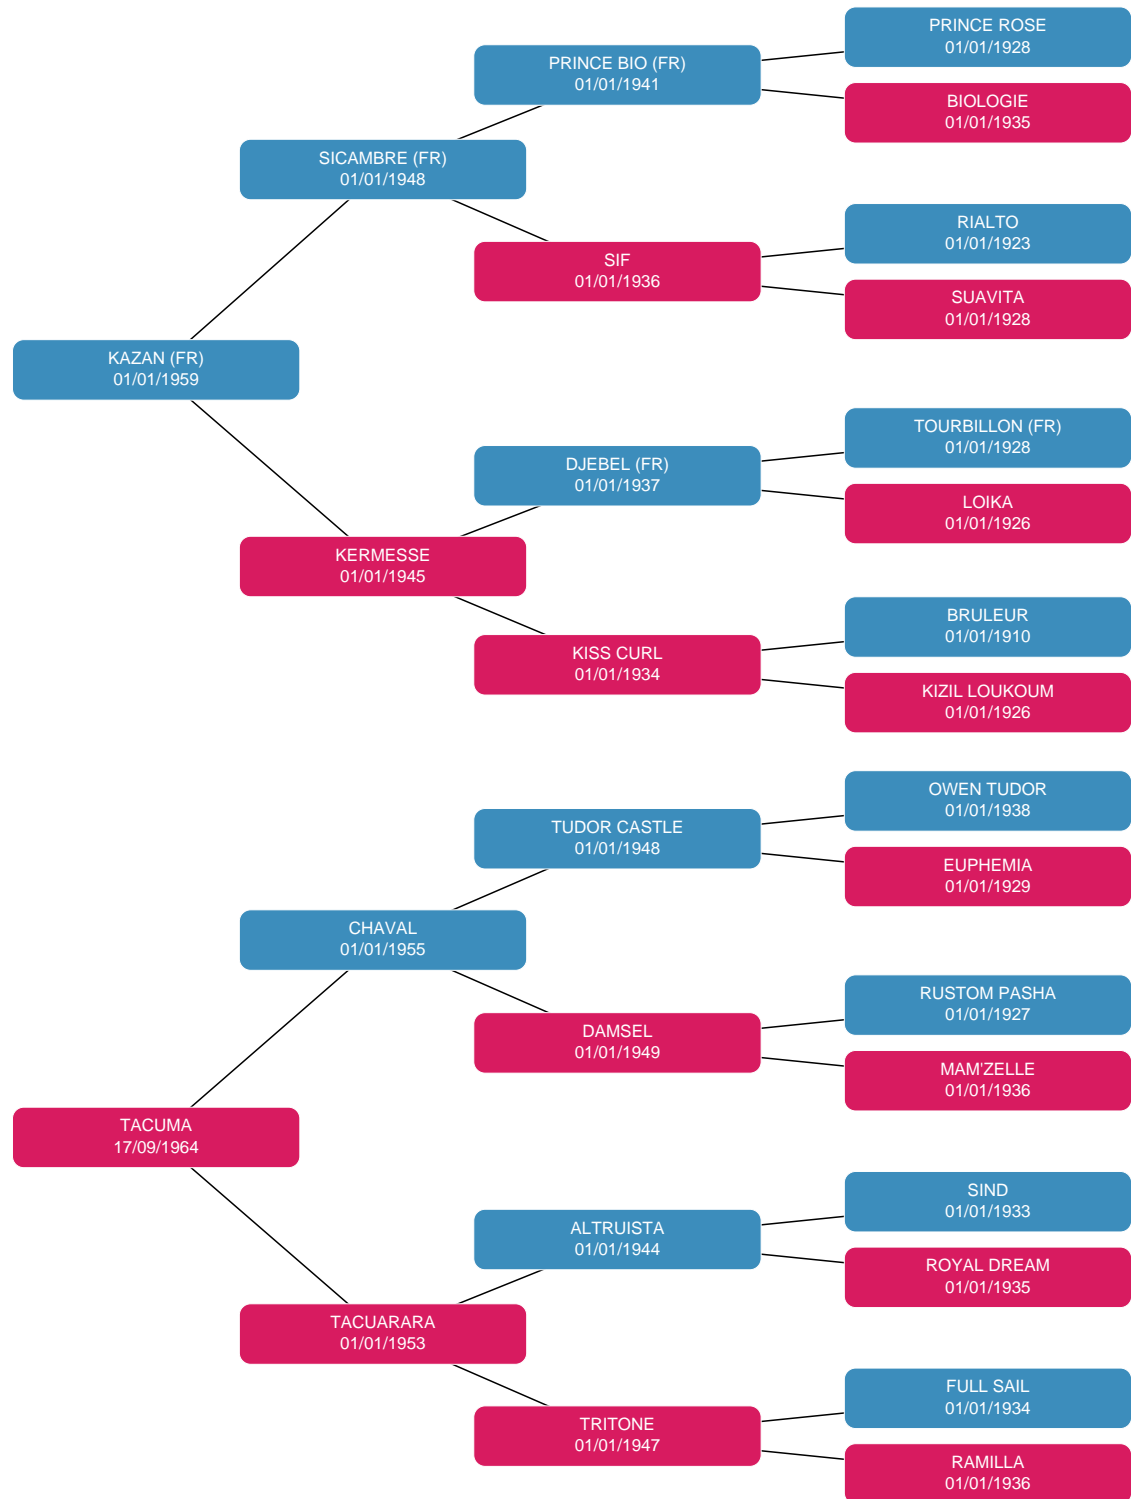 PRINCE ROSE
01/01/1928
PRINCE BIO (FR)
01/01/1941
BIOLOGIE
01/01/1935
SICAMBRE (FR)
01/01/1948
RIALTO
01/01/1923
SIF
01/01/1936
SUAVITA
01/01/1928
KAZAN (FR)
01/01/1959
TOURBILLON (FR)
01/01/1928
DJEBEL (FR)
01/01/1937
LOIKA
01/01/1926
KERMESSE
01/01/1945
BRULEUR
01/01/1910
KISS CURL
01/01/1934
KIZIL LOUKOUM
01/01/1926
OWEN TUDOR
01/01/1938
TUDOR CASTLE
01/01/1948
EUPHEMIA
01/01/1929
CHAVAL
01/01/1955
RUSTOM PASHA
01/01/1927
DAMSEL
01/01/1949
MAM'ZELLE
01/01/1936
TACUMA
17/09/1964
SIND
01/01/1933
ALTRUISTA
01/01/1944
ROYAL DREAM
01/01/1935
TACUARARA
01/01/1953
FULL SAIL
01/01/1934
TRITONE
01/01/1947
RAMILLA
01/01/1936